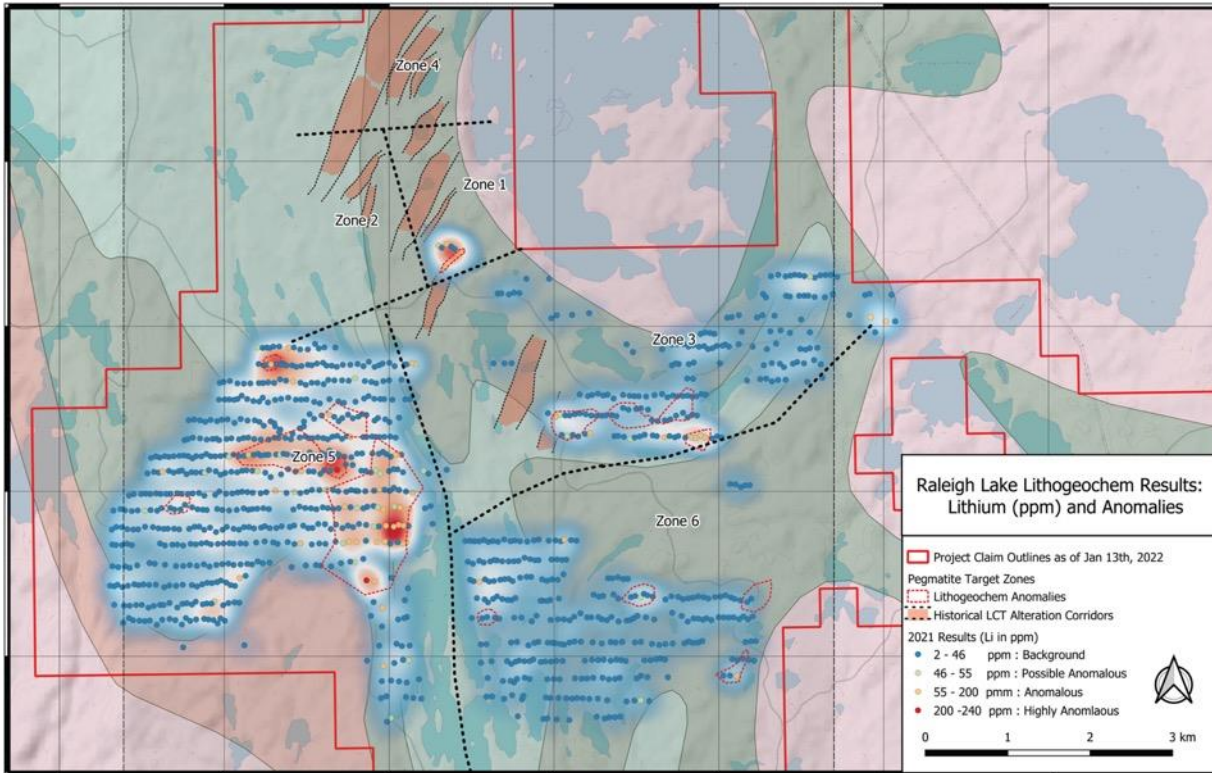 Zone 4
Zone 1
Zone 2
Zone 3
Zone 5
Zone 6
Raleigh Lake Lithogeochem Results:
Lithium (ppm) and Anomalies
Project Claim Outlines as of Jan 13th, 2022
Pegmatite Target Zones
Lithogeochem Anomalies
Historical LCT Alteration Corridors
2021 Results (Li in ppm)
2 - 46 ppm : Background
46 - 55 ppm : Possible Anomalous
55 - 200 pmm : Anomalous
200 -240 ppm : Highly Anomlaous
0 1 2 3 km